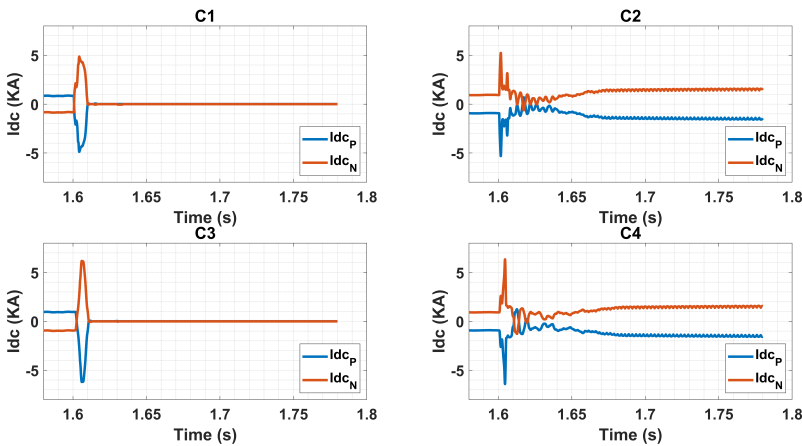 C1
Idc (KA)
5
0
-5
1.6
1.65
1.7
1.75
1.8
Time (s)
IdcP
IdcN
C2
Idc (KA)
5
0
-5
1.6
1.65
1.7
1.75
1.8
Time (s)
IdcP
IdcN
C3
Idc (KA)
5
0
-5
1.6
1.65
1.7
1.75
1.8
Time (s)
IdcP
IdcN
C4
Idc (KA)
5
0
-5
1.6
1.65
1.7
1.75
1.8
Time (s)
IdcP
IdcN